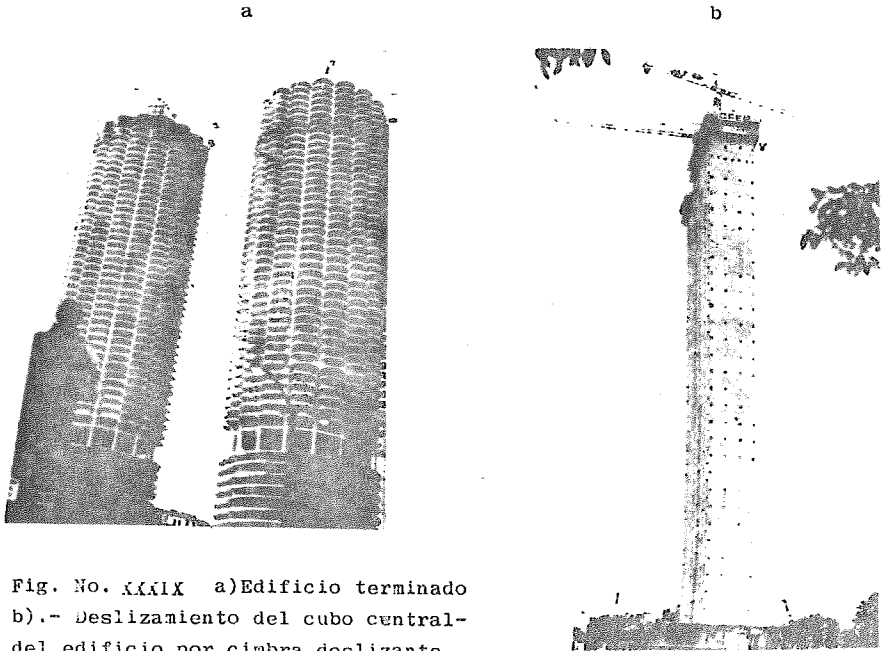 a
b
Fig. No. XXXIX a)Edificio terminado
b).- Deslizamiento del cubo central-
del edificio por cimbra deslizante